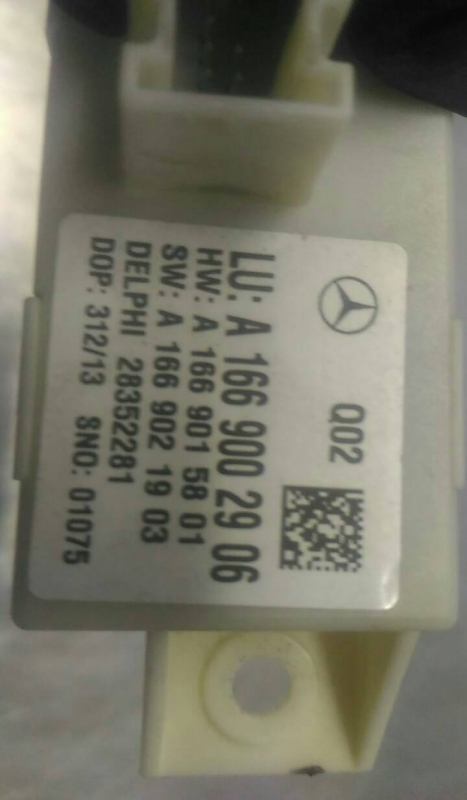 Q02
LU: A 166 900 29 06
HW: A 166 901 58 01
SW: A 166 902 19 03
DELPHI 28352281
DOP: 312/13 SNO: 01075